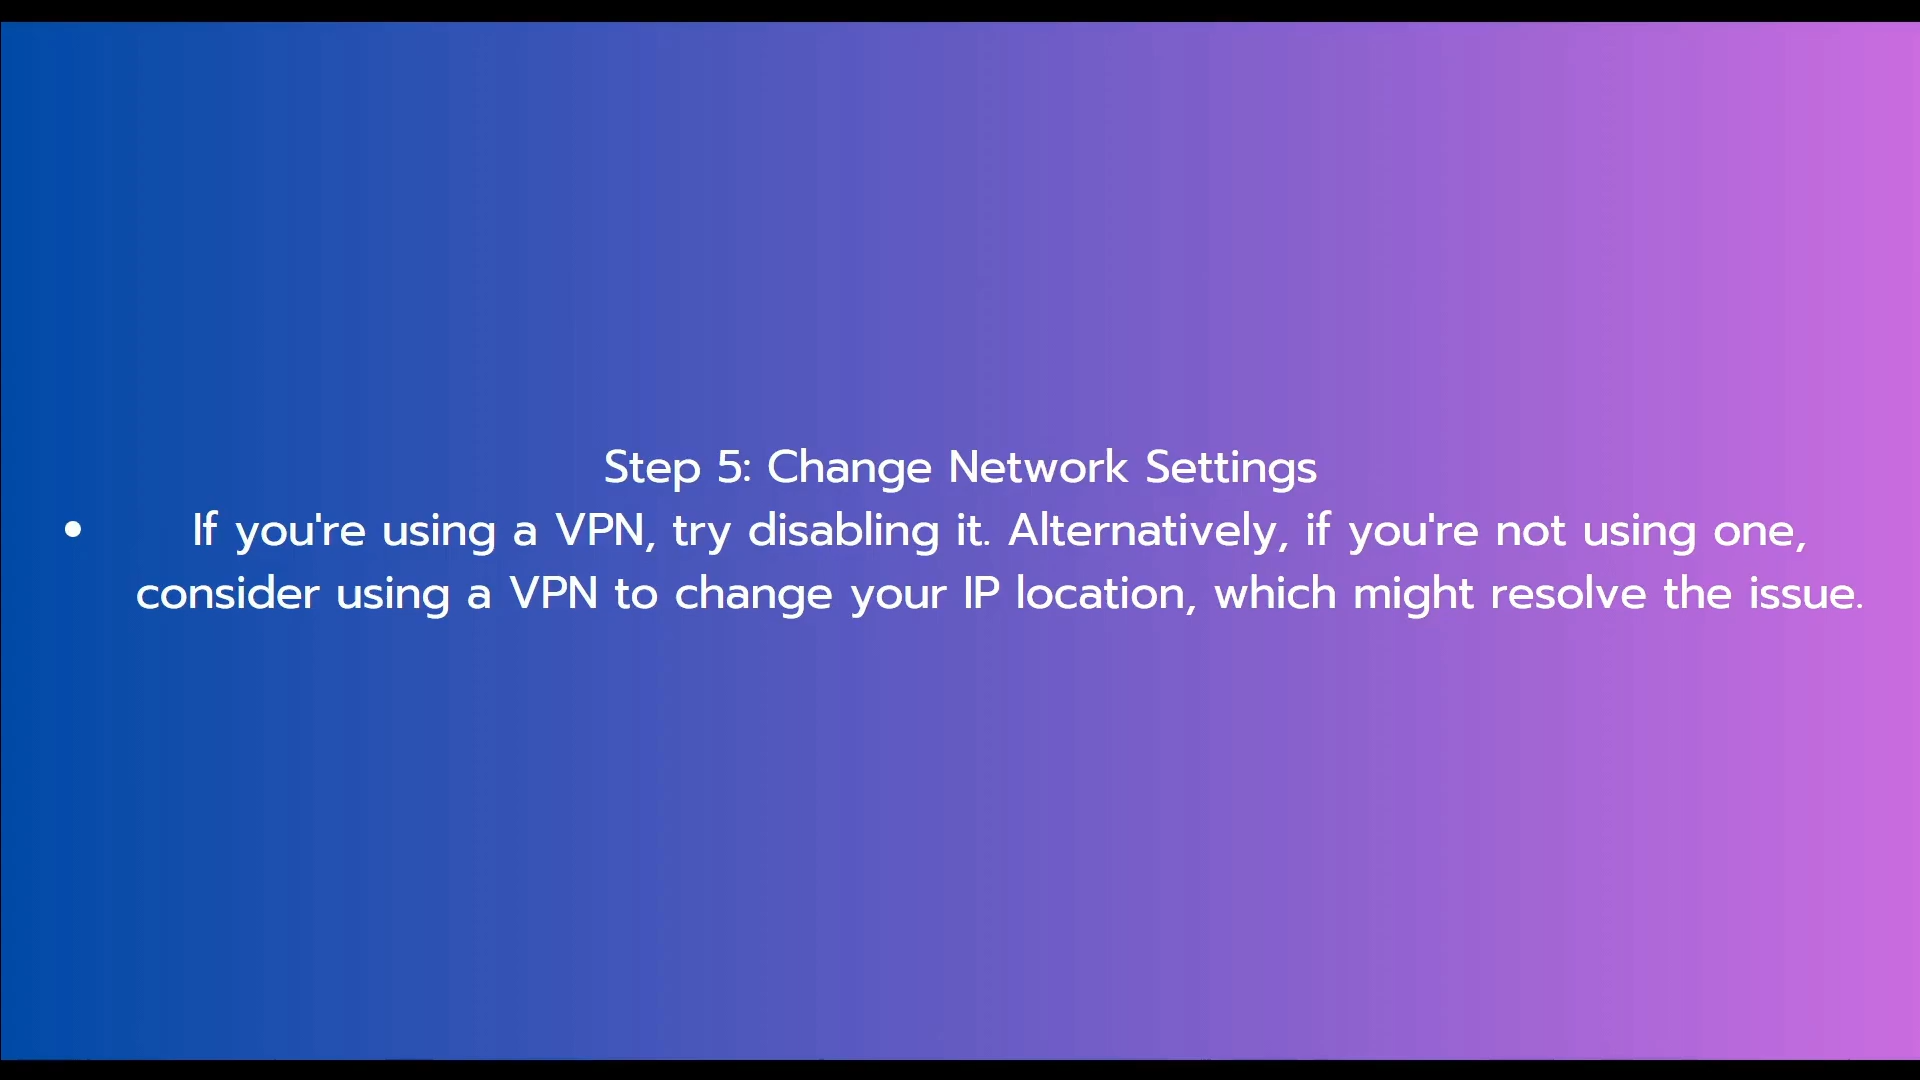 Step 5: Change Network Settings
• If you're using a VPN, try disabling it. Alternatively, if you're not using one,
consider using a VPN to change your IP location, which might resolve the issue.